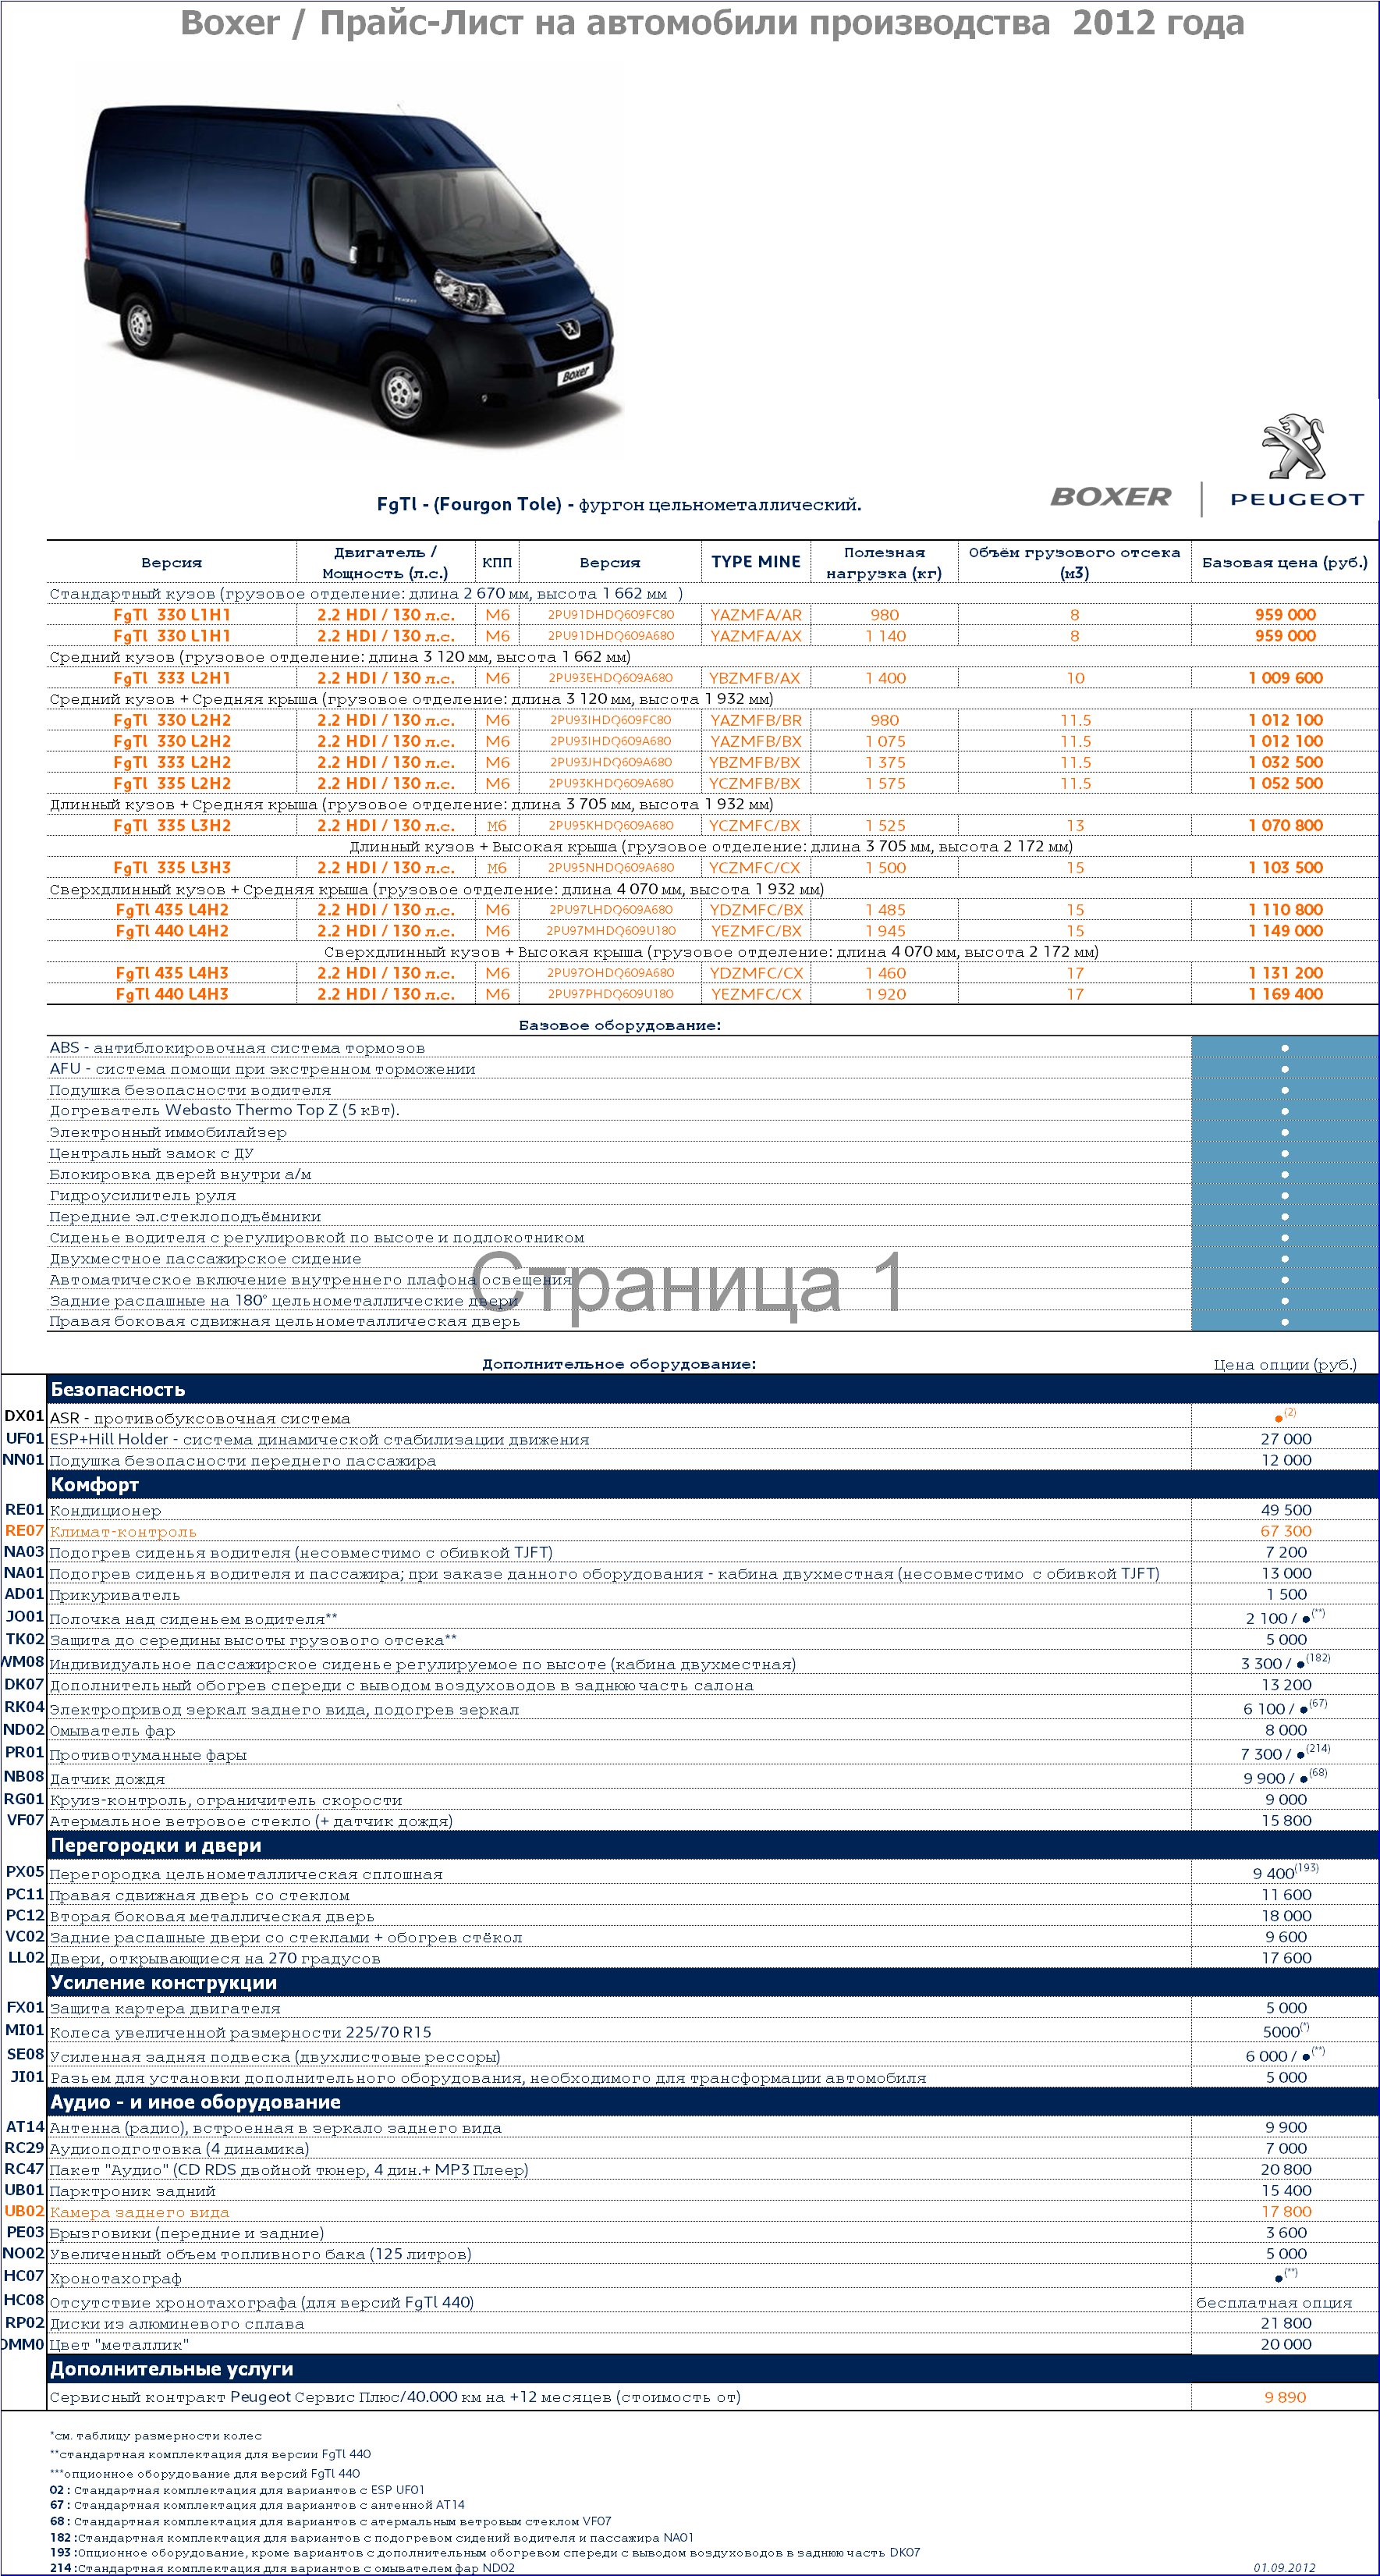 Boxer / Прайс-Лист на автомобили производства 2012 года
Boxer
FgTl - (Fourgon Tole) - фургон цельнометаллический.
BOXER | PEUGEOT
Версия Двигатель / Мощность (л.с.) КПП Версия TYPE MINE Полезная нагрузка (кг) Объём грузового отсека (м3) Базовая цена (руб.)
Стандартный кузов (грузовое отделение: длина 2 670 мм, высота 1 662 мм )
FgTl 330 L1H1 2.2 HDI / 130 л.с. M6 2PU91DHDQ609FC80 YAZMFA/AR 980 8 959 000
FgTl 330 L1H1 2.2 HDI / 130 л.с. M6 2PU91DHDQ609A680 YAZMFA/AX 1 140 8 959 000
Средний кузов (грузовое отделение: длина 3 120 мм, высота 1 662 мм)
FgTl 333 L2H1 2.2 HDI / 130 л.с. M6 2PU93EHDQ609A680 YBZMFB/AX 1 400 10 1 009 600
Средний кузов + Средняя крыша (грузовое отделение: длина 3 120 мм, высота 1 932 мм)
FgTl 330 L2H2 2.2 HDI / 130 л.с. M6 2PU93IHDQ609FC80 YAZMFB/BR 980 11.5 1 012 100
FgTl 330 L2H2 2.2 HDI / 130 л.с. M6 2PU93IHDQ609A680 YAZMFB/BX 1 075 11.5 1 012 100
FgTl 333 L2H2 2.2 HDI / 130 л.с. M6 2PU93JHDQ609A680 YBZMFB/BX 1 375 11.5 1 032 500
FgTl 335 L2H2 2.2 HDI / 130 л.с. M6 2PU93KHDQ609A680 YCZMFB/BX 1 575 11.5 1 052 500
Длинный кузов + Средняя крыша (грузовое отделение: длина 3 705 мм, высота 1 932 мм)
FgTl 335 L3H2 2.2 HDI / 130 л.с. М6 2PU95KHDQ609A680 YCZMFC/BX 1 525 13 1 070 800
Длинный кузов + Высокая крыша (грузовое отделение: длина 3 705 мм, высота 2 172 мм)
FgTl 335 L3H3 2.2 HDI / 130 л.с. М6 2PU95NHDQ609A680 YCZMFC/CX 1 500 15 1 103 500
Сверхдлинный кузов + Средняя крыша (грузовое отделение: длина 4 070 мм, высота 1 932 мм)
FgTl 435 L4H2 2.2 HDI / 130 л.с. M6 2PU97LHDQ609A680 YDZMFC/BX 1 485 15 1 110 800
FgTl 440 L4H2 2.2 HDI / 130 л.с. M6 2PU97MHDQ609U180 YEZMFC/BX 1 945 15 1 149 000
Сверхдлинный кузов + Высокая крыша (грузовое отделение: длина 4 070 мм, высота 2 172 мм)
FgTl 435 L4H3 2.2 HDI / 130 л.с. M6 2PU97OHDQ609A680 YDZMFC/CX 1 460 17 1 131 200
FgTl 440 L4H3 2.2 HDI / 130 л.с. M6 2PU97PHDQ609U180 YEZMFC/CX 1 920 17 1 169 400
Базовое оборудование:
ABS - антиблокировочная система тормозов •
AFU - система помощи при экстренном торможении •
Подушка безопасности водителя •
Догреватель Webasto Thermo Top Z (5 кВт). •
Электронный иммобилайзер •
Центральный замок с ДУ •
Блокировка дверей внутри а/м •
Гидроусилитель руля •
Передние эл.стеклоподъёмники •
Сиденье водителя с регулировкой по высоте и подлокотником •
Двухместное пассажирское сидение •
Автоматическое включение внутреннего плафона освещения •
Задние распашные на 180° цельнометаллические двери •
Правая боковая сдвижная цельнометаллическая дверь •
Страница 1
Дополнительное оборудование: Цена опции (руб.)
Безопасность
DX01 ASR - противобуксовочная система •(2)
UF01 ESP+Hill Holder - система динамической стабилизации движения 27 000
NN01 Подушка безопасности переднего пассажира 12 000
Комфорт
RE01 Кондиционер 49 500
RE07 Климат-контроль 67 300
NA03 Подогрев сиденья водителя (несовместимо с обивкой TJFT) 7 200
NA01 Подогрев сиденья водителя и пассажира; при заказе данного оборудования - кабина двухместная (несовместимо с обивкой TJFT) 13 000
AD01 Прикуриватель 1 500
JO01 Полочка над сиденьем водителя** 2 100 / •(**)
TK02 Защита до середины высоты грузового отсека** 5 000
WM08 Индивидуальное пассажирское сиденье регулируемое по высоте (кабина двухместная) 3 300 / •(182)
DK07 Дополнительный обогрев спереди с выводом воздуховодов в заднюю часть салона 13 200
RK04 Электропривод зеркал заднего вида, подогрев зеркал 6 100 / •(67)
ND02 Омыватель фар 8 000
PR01 Противотуманные фары 7 300 / •(214)
NB08 Датчик дождя 9 900 / •(68)
RG01 Круиз-контроль, ограничитель скорости 9 000
VF07 Атермальное ветровое стекло (+ датчик дождя) 15 800
Перегородки и двери
PX05 Перегородка цельнометаллическая сплошная 9 400(193)
PC11 Правая сдвижная дверь со стеклом 11 600
PC12 Вторая боковая металлическая дверь 18 000
VC02 Задние распашные двери со стеклами + обогрев стёкол 9 600
LL02 Двери, открывающиеся на 270 градусов 17 600
Усиление конструкции
FX01 Защита картера двигателя 5 000
MI01 Колеса увеличенной размерности 225/70 R15 5000(*)
SE08 Усиленная задняя подвеска (двухлистовые рессоры) 6 000 / •(**)
JI01 Разъем для установки дополнительного оборудования, необходимого для трансформации автомобиля 5 000
Аудио - и иное оборудование
AT14 Антенна (радио), встроенная в зеркало заднего вида 9 900
RC29 Аудиоподготовка (4 динамика) 7 000
RC47 Пакет "Аудио" (CD RDS двойной тюнер, 4 дин.+ MP3 Плеер) 20 800
UB01 Парктроник задний 15 400
UB02 Камера заднего вида 17 800
PE03 Брызговики (передние и задние) 3 600
NO02 Увеличенный объем топливного бака (125 литров) 5 000
HC07 Хронотахограф •(**)
HC08 Отсутствие хронотахографа (для версий FgTl 440) бесплатная опция
RP02 Диски из алюминевого сплава 21 800
OMM0 Цвет "металлик" 20 000
Дополнительные услуги
Сервисный контракт Peugeot Сервис Плюс/40.000 км на +12 месяцев (стоимость от) 9 890
*см. таблицу размерности колес
**стандартная комплектация для версии FgTl 440
***опционное оборудование для версий FgTl 440
02 : Стандартная комплектация для вариантов с ESP UF01
67 : Стандартная комплектация для вариантов с антенной AT14
68 : Стандартная комплектация для вариантов с атермальным ветровым стеклом VF07
182 :Стандартная комплектация для вариантов с подогревом сидений водителя и пассажира NA01
193 :Опционное оборудование, кроме вариантов с дополнительным обогревом спереди с выводом воздуховодов в заднюю часть DK07
214 :Стандартная комплектация для вариантов с омывателем фар ND02 01.09.2012